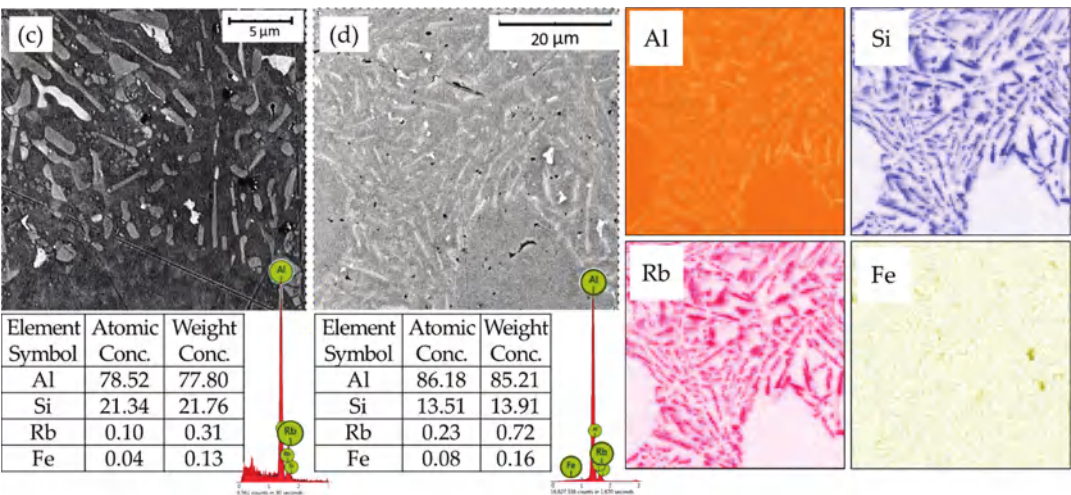 (c)
5 µm
(d)
20 µm
Al
Si
Rb
Fe
Al
Al
Element Symbol Atomic Conc. Weight Conc.
Al 78.52 77.80
Si 21.34 21.76
Rb 0.10 0.31
Fe 0.04 0.13
Rb
Element Symbol Atomic Conc. Weight Conc.
Al 86.18 85.21
Si 13.51 13.91
Rb 0.23 0.72
Fe 0.08 0.16
Fe
Rb